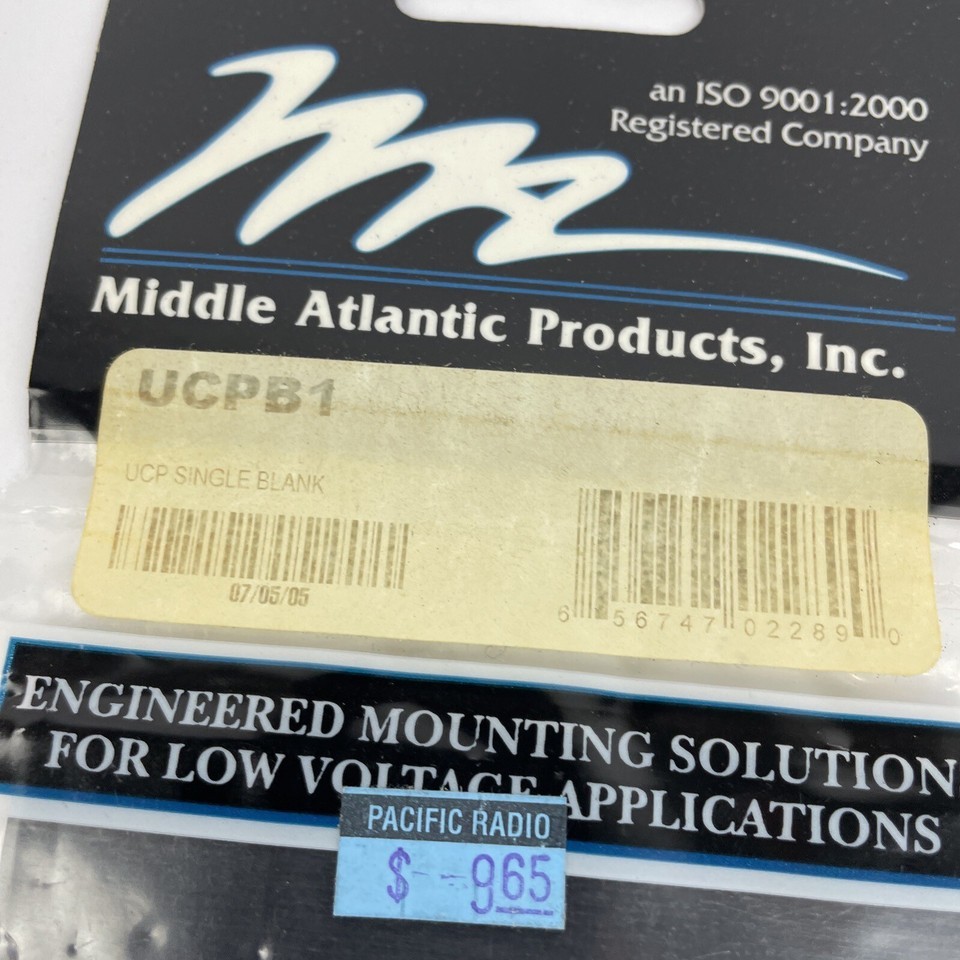 an ISO 9001:2000
Registered Company
Middle Atlantic Products, Inc.
UCPB1
UCP SINGLE BLANK
07/05/05
6 56747 02289 0
ENGINEERED MOUNTING SOLUTION
FOR LOW VOLTAGE APPLICATIONS
PACIFIC RADIO
$ --965